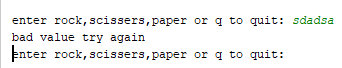 enter rock,scissers,paper or q to quit: sdadsa
bad value try again
enter rock,scissers,paper or q to quit: